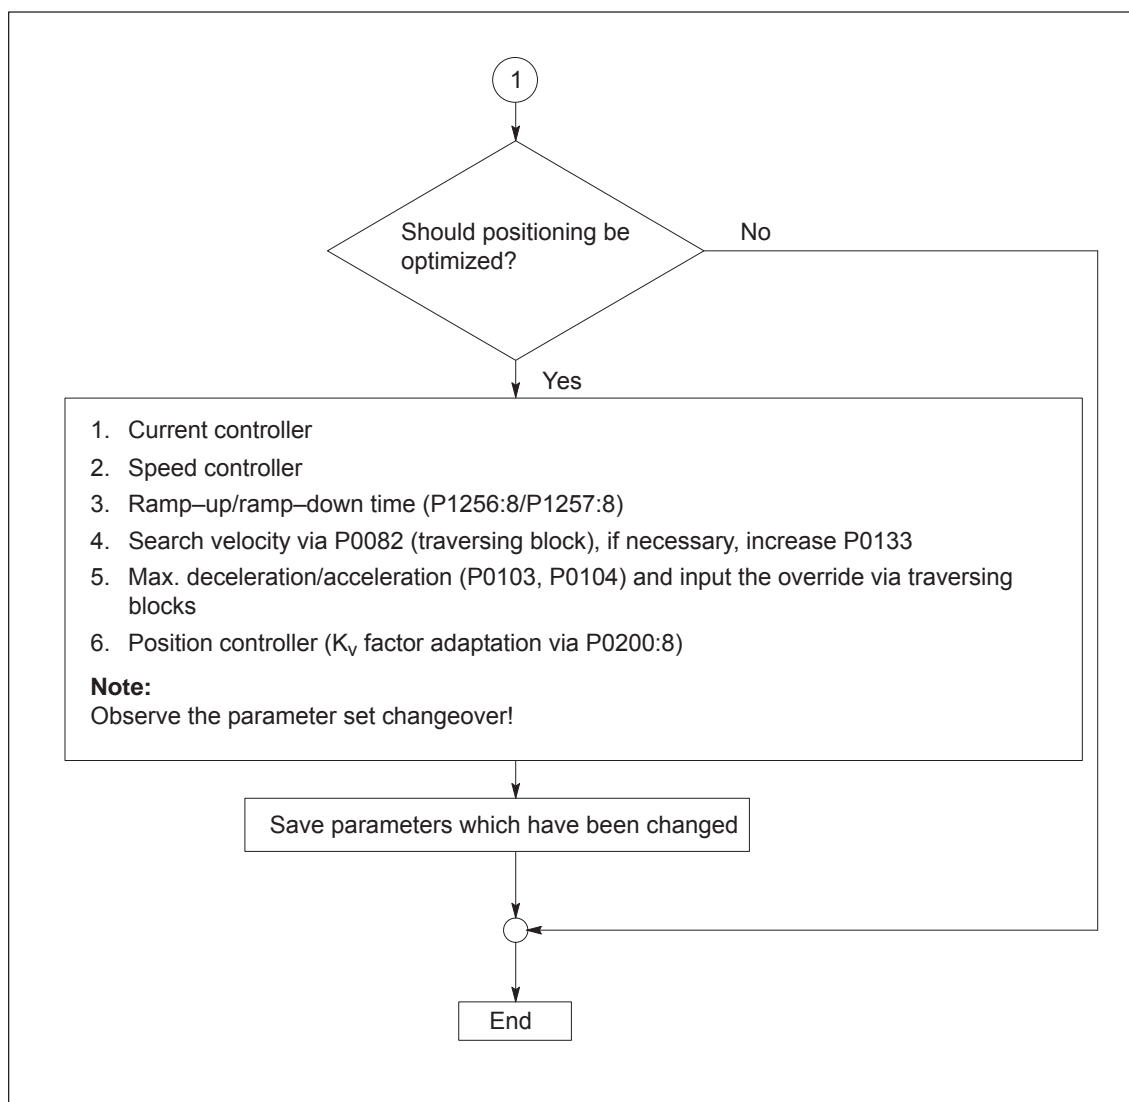 1
Should positioning be
optimized?
No
Yes
1. Current controller
2. Speed controller
3. Ramp–up/ramp–down time (P1256:8/P1257:8)
4. Search velocity via P0082 (traversing block), if necessary, increase P0133
5. Max. deceleration/acceleration (P0103, P0104) and input the override via traversing
blocks
6. Position controller (Kv factor adaptation via P0200:8)
Note:
Observe the parameter set changeover!
Save parameters which have been changed
End